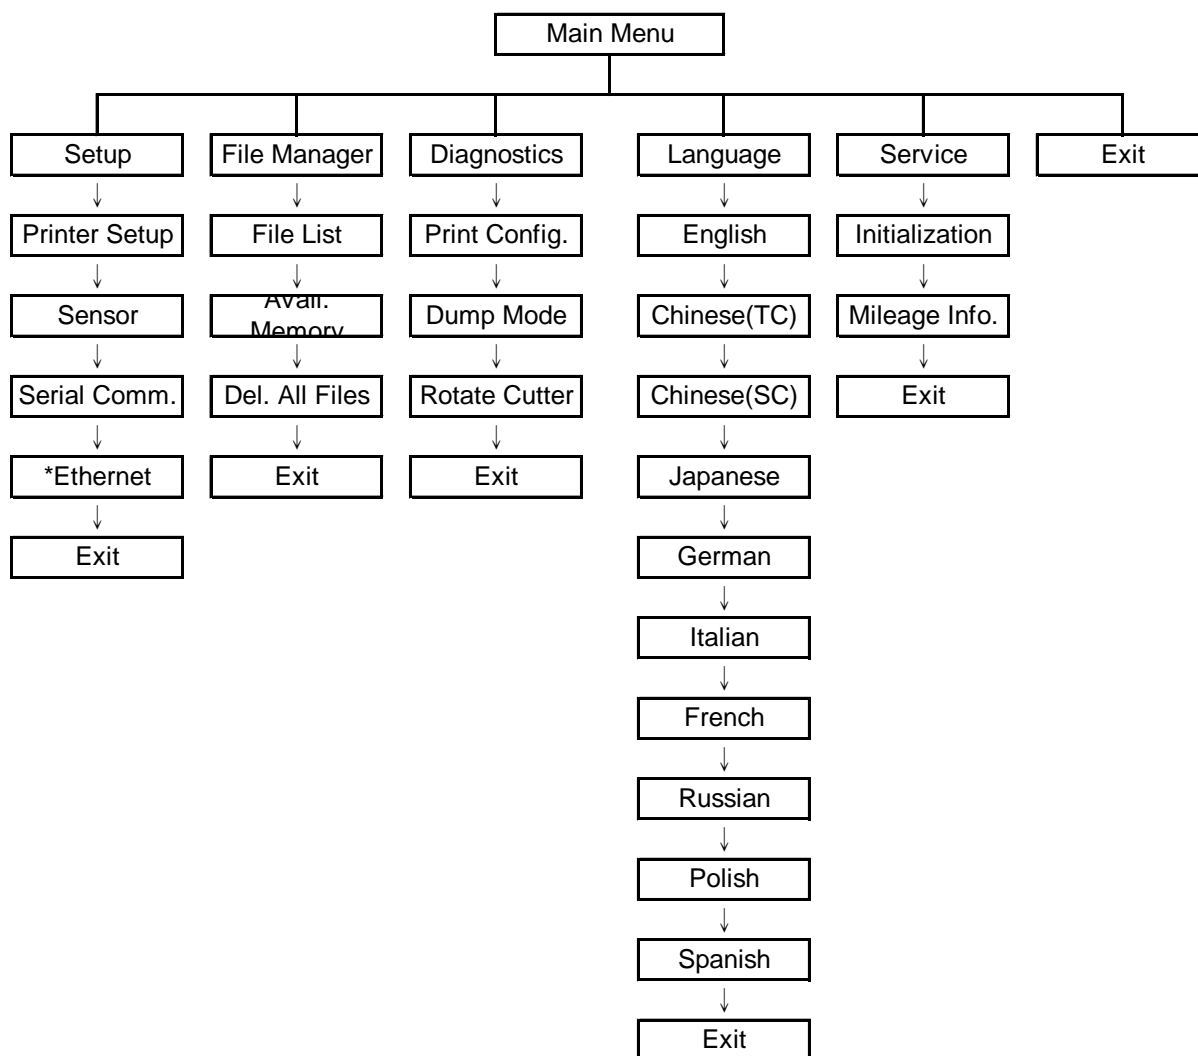 Main Menu
Setup
File Manager
Diagnostics
Language
Service
Exit
Printer Setup
File List
Print Config.
English
Initialization
Sensor
Avail.
Memory
Dump Mode
Chinese(TC)
Mileage Info.
Serial Comm.
Del. All Files
Rotate Cutter
Chinese(SC)
Exit
*Ethernet
Exit
Exit
Japanese
Exit
German
Italian
French
Russian
Polish
Spanish
Exit